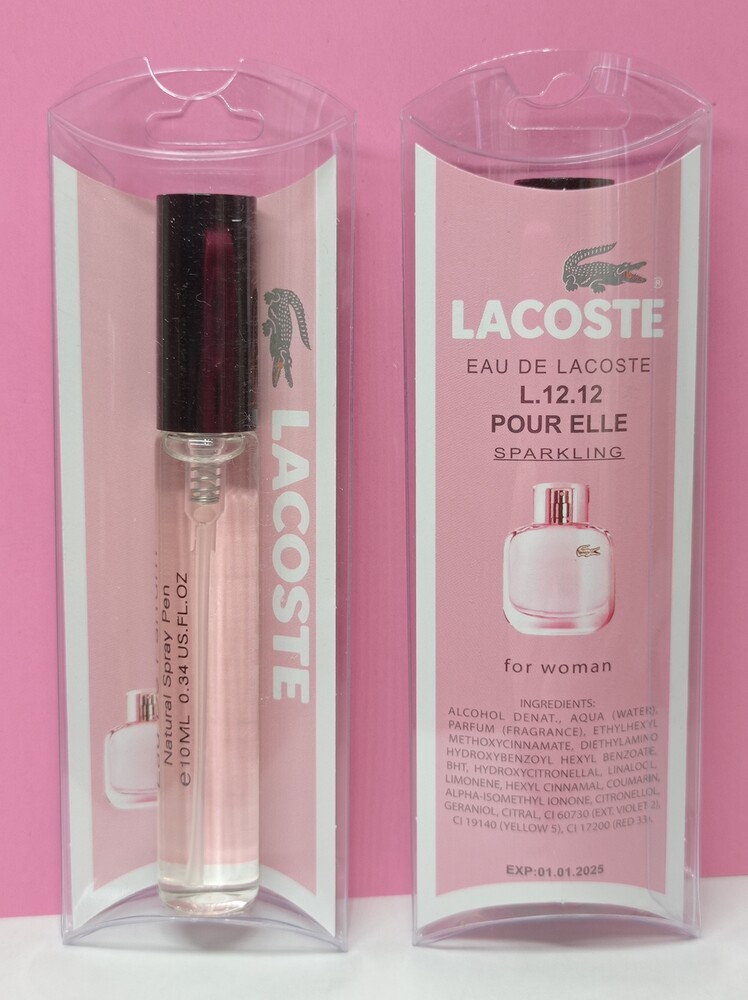 LACOSTE
Natural Spray Pen
e10ML 0.34 US.FL.OZ
LACOSTE
EAU DE LACOSTE
L.12.12
POUR ELLE
SPARKLING
for woman
INGREDIENTS:
ALCOHOL DENAT., AQUA (WATER),
PARFUM (FRAGRANCE), ETHYLHEXYL
METHOXYCINNAMATE, DIETHYLAMINO
HYDROXYBENZOYL HEXYL BENZOATE,
BHT, HYDROXYCITRONELLAL, LINALOOL,
LIMONENE, HEXYL CINNAMAL, COUMARIN,
ALPHA-ISOMETHYL IONONE, CITRONELLOL,
GERANIOL, CITRAL, CI 60730 (EXT. VIOLET 2),
CI 19140 (YELLOW 5), CI 17200 (RED 33).
EXP:01.01.2025